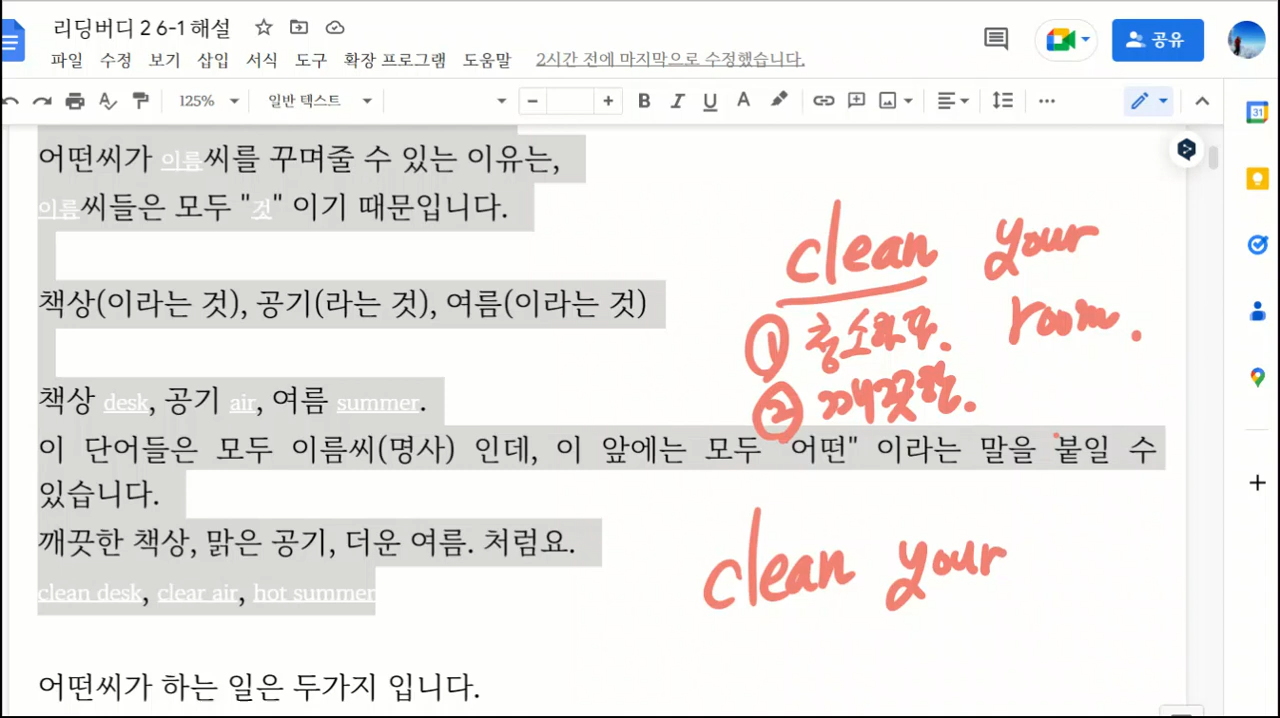 리딩버디 2 6-1 해설
파일 수정 보기 삽입 서식 도구 확장 프로그램 도움말 2시간 전에 마지막으로 수정했습니다.
공유
125% 일반 텍스트 B I U A
31
어떤씨가 이름씨를 꾸며줄 수 있는 이유는,
이름씨들은 모두 "것" 이기 때문입니다.
책상(이라는 것), 공기(라는 것), 여름(이라는 것)
책상 desk, 공기 air, 여름 summer.
이 단어들은 모두 이름씨(명사) 인데, 이 앞에는 모두 "어떤" 이라는 말을 붙일 수
있습니다.
깨끗한 책상, 맑은 공기, 더운 여름. 처럼요.
clean desk, clear air, hot summer
어떤씨가 하는 일은 두가지 입니다.
clean your
room.
① 청소하다.
② 깨끗한.
clean your